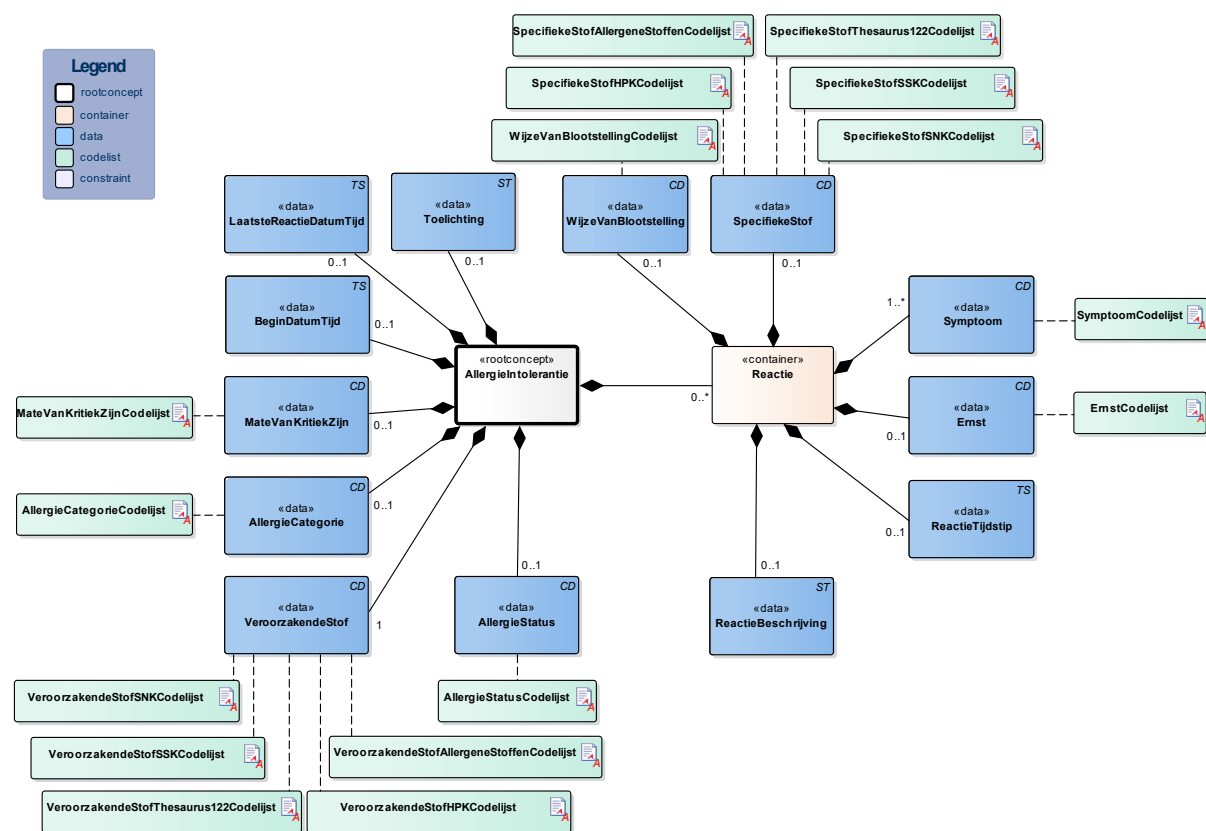 SpecifiekeStofAllergeneStoffenCodelijst
SpecifiekeStofThesaurus122Codelijst
Legend
rootconcept
container
data
codelist
constraint
SpecifiekeStofHPKCodelijst
SpecifiekeStofSSKCodelijst
WijzeVanBlootstellingCodelijst
SpecifiekeStofSNKCodelijst
TS
«data»
LaatsteReactieDatumTijd
0..1
ST
«data»
Toelichting
0..1
CD
«data»
WijzeVanBlootstelling
0..1
CD
«data»
SpecifiekeStof
0..1
TS
«data»
BeginDatumTijd
0..1
1..*
CD
«data»
Symptoom
SymptoomCodelijst
«rootconcept»
AllergieIntolerantie
0..*
«container»
Reactie
MateVanKritiekZijnCodelijst
CD
«data»
MateVanKritiekZijn
0..1
CD
«data»
Ernst
0..1
ErnstCodelijst
AllergieCategorieCodelijst
CD
«data»
AllergieCategorie
0..1
TS
«data»
ReactieTijdstip
0..1
CD
«data»
VeroorzakendeStof
1
0..1
CD
«data»
AllergieStatus
0..1
ST
«data»
ReactieBeschrijving
VeroorzakendeStofSNKCodelijst
AllergieStatusCodelijst
VeroorzakendeStofSSKCodelijst
VeroorzakendeStofAllergeneStoffenCodelijst
VeroorzakendeStofThesaurus122Codelijst
VeroorzakendeStofHPKCodelijst